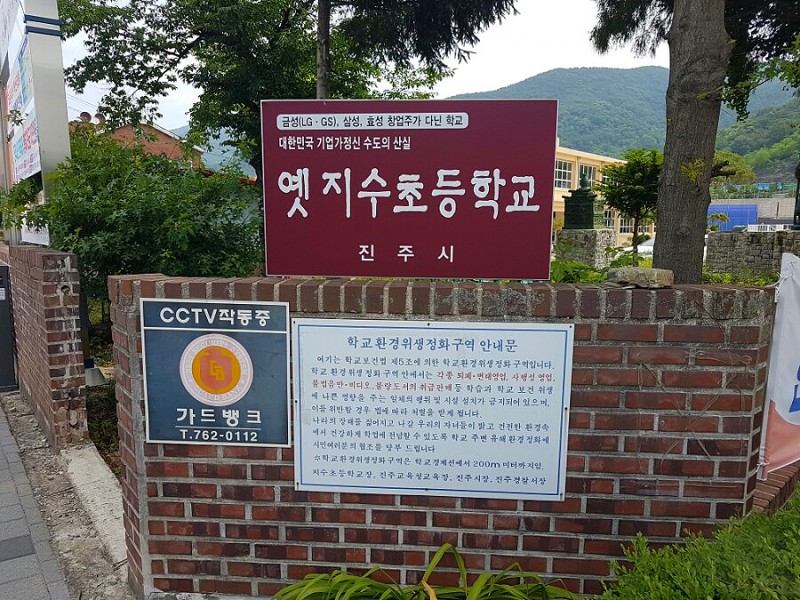 금성(LG·GS), 삼성, 효성 창업주가 다닌 학교
대한민국 기업가정신 수도의 산실
옛 지수초등학교
진주시
CCTV작동중
가드뱅크
T.762-0112
학교환경위생정화구역 안내문
여기는 학교보건법 제5조에 의한 학교환경위생정화구역입니다.
학교 환경위생정화 구역 안에서는 각종 퇴폐·변태영업, 사행성 영업,
불법음반·비디오, 불량도서의 취급판매등 학습과 학교 보건 위생
에 나쁜 영향을 주는 일체의 행위 및 시설 설치가 금지되어 있으며,
이를 위반할 경우 법에 따라 처벌을 받게 됩니다.
나라의 장래를 짊어지고 나갈 우리의 자녀들이 밝고 건전한 환경속
에서 건강하게 학업에 전념할 수 있도록 학교 주변 유해환경정화에
시민여러분의 협조를 당부 드립니다
☆학교환경위생정화구역은 학교경계선에서 200m 미터까지임.
지수초등학교장, 진주교육청교육장, 진주시장, 진주경찰서장